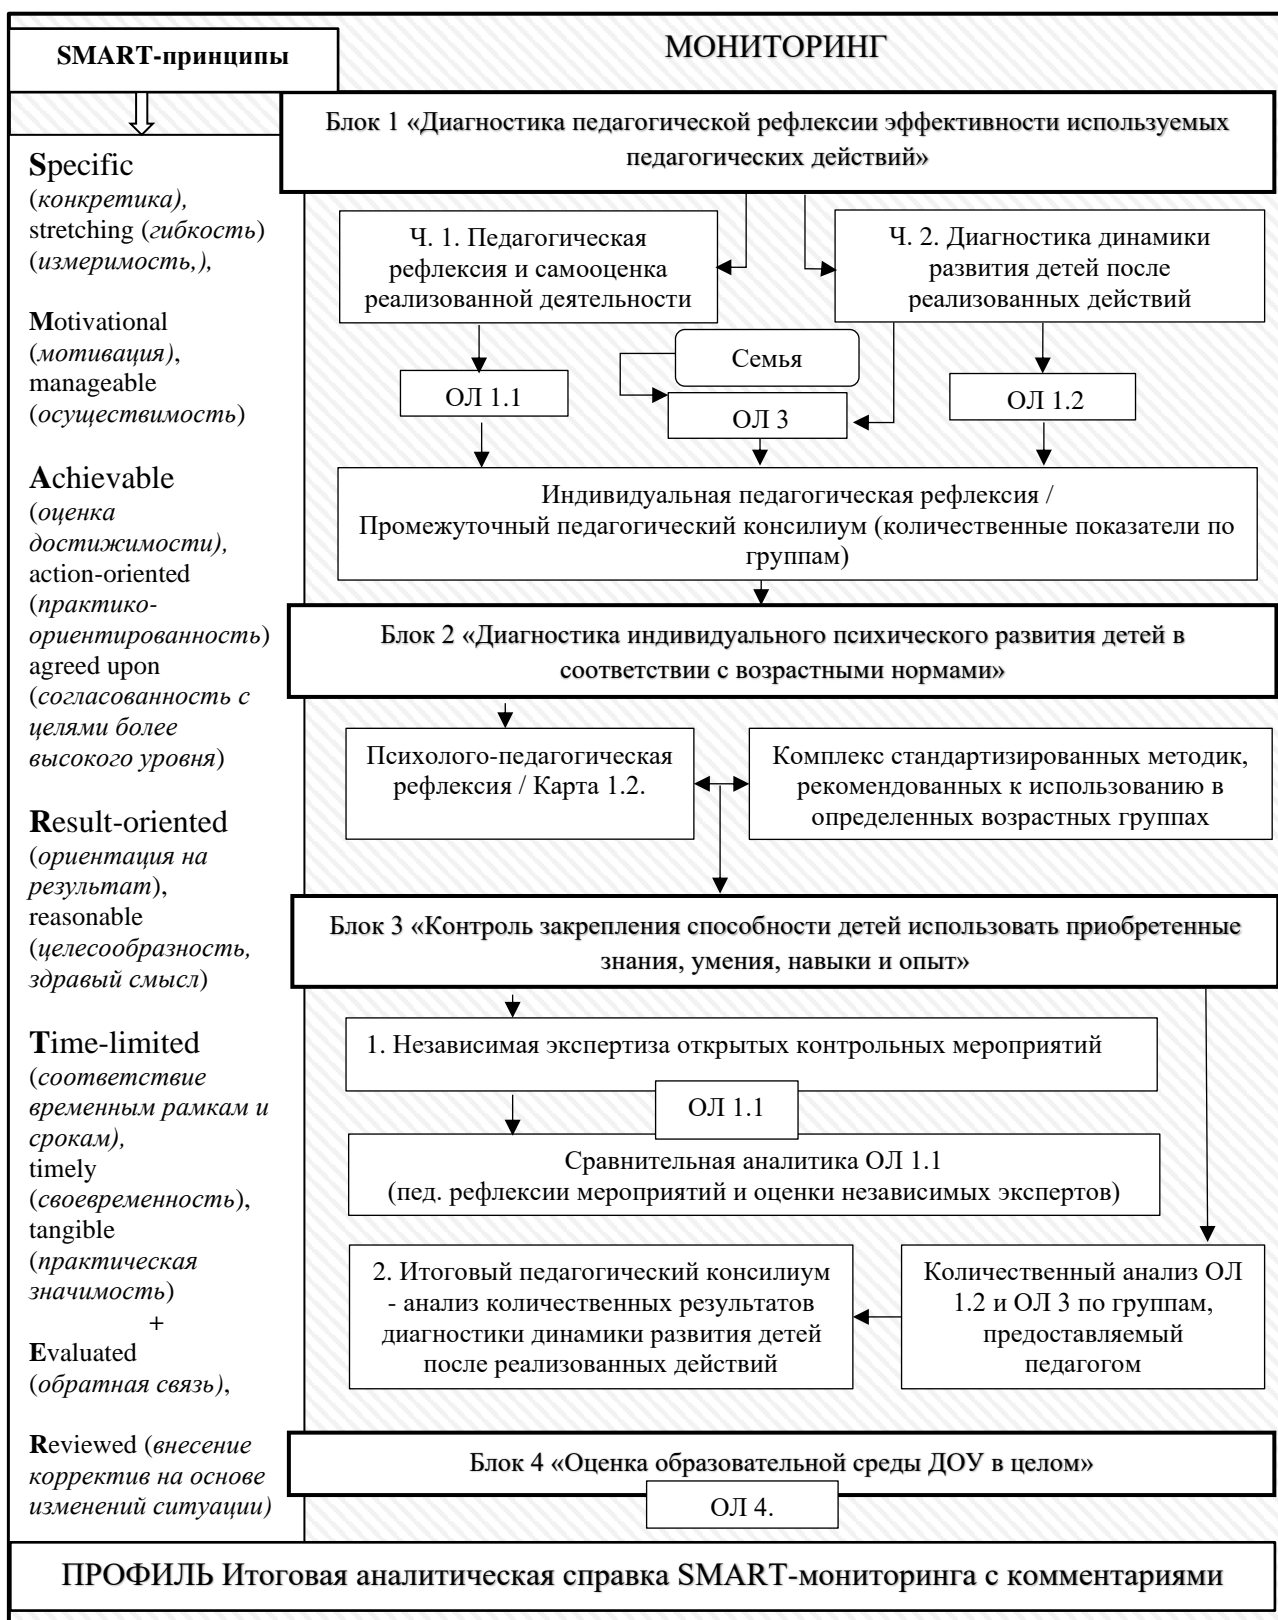 SMART-принципы
МОНИТОРИНГ
Specific
(конкретика),
stretching (гибкость)
(измеримость,),
Motivational
(мотивация),
manageable
(осуществимость)
Achievable
(оценка
достижимости),
action-oriented
(практико-
ориентированность)
agreed upon
(согласованность с
целями более
высокого уровня)
Result-oriented
(ориентация на
результат),
reasonable
(целесообразность,
здравый смысл)
Time-limited
(соответствие
временным рамкам и
срокам),
timely
(своевременность),
tangible
(практическая
значимость)
+
Evaluated
(обратная связь),
Reviewed (внесение
корректив на основе
изменений ситуации)
Блок 1 «Диагностика педагогической рефлексии эффективности используемых
педагогических действий»
Ч. 1. Педагогическая
рефлексия и самооценка
реализованной деятельности
Ч. 2. Диагностика динамики
развития детей после
реализованных действий
Семья
ОЛ 1.1
ОЛ 3
ОЛ 1.2
Индивидуальная педагогическая рефлексия /
Промежуточный педагогический консилиум (количественные показатели по
группам)
Блок 2 «Диагностика индивидуального психического развития детей в
соответствии с возрастными нормами»
Психолого-педагогическая
рефлексия / Карта 1.2.
Комплекс стандартизированных методик,
рекомендованных к использованию в
определенных возрастных группах
Блок 3 «Контроль закрепления способности детей использовать приобретенные
знания, умения, навыки и опыт»
1. Независимая экспертиза открытых контрольных мероприятий
ОЛ 1.1
Сравнительная аналитика ОЛ 1.1
(пед. рефлексии мероприятий и оценки независимых экспертов)
2. Итоговый педагогический консилиум
- анализ количественных результатов
диагностики динамики развития детей
после реализованных действий
Количественный анализ ОЛ
1.2 и ОЛ 3 по группам,
предоставляемый
педагогом
Блок 4 «Оценка образовательной среды ДОУ в целом»
ОЛ 4.
ПРОФИЛЬ Итоговая аналитическая справка SMART-мониторинга с комментариями